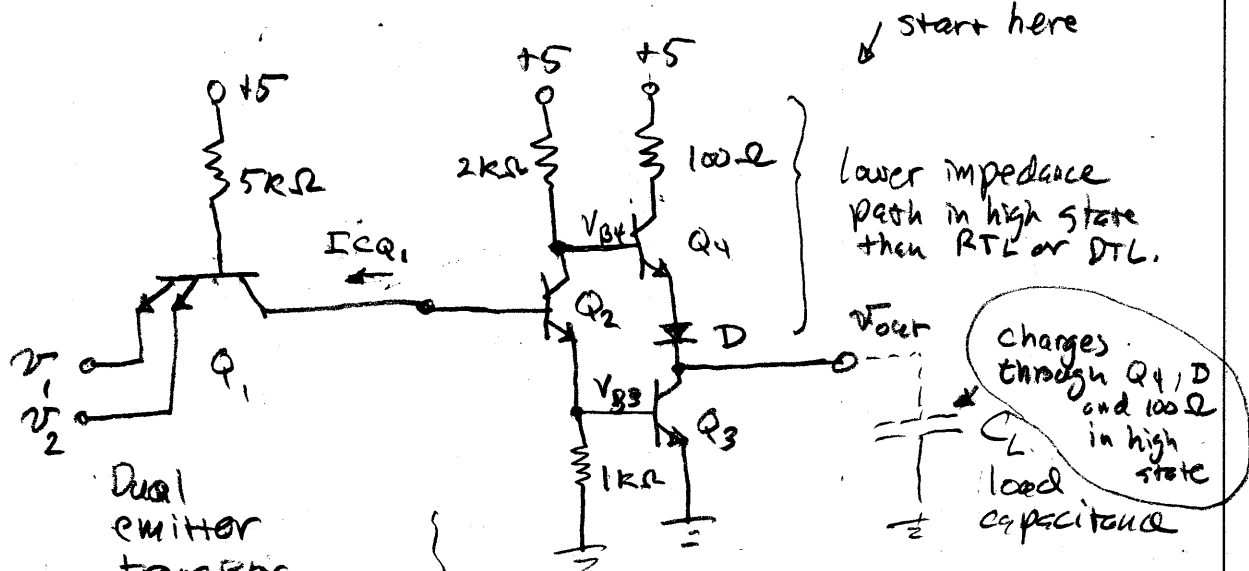 start here
+5
+5
+5
5kΩ
2kΩ
100Ω
lower impedance
path in high state
than RTL or DTL.
ICQ1
VB4
Q4
Q2
D
Vout
v1
v2
Q1
VB3
Q3
1kΩ
CL
load
capacitance
charges
through Q4, D
and 100Ω
in high
state
Dual
emitter